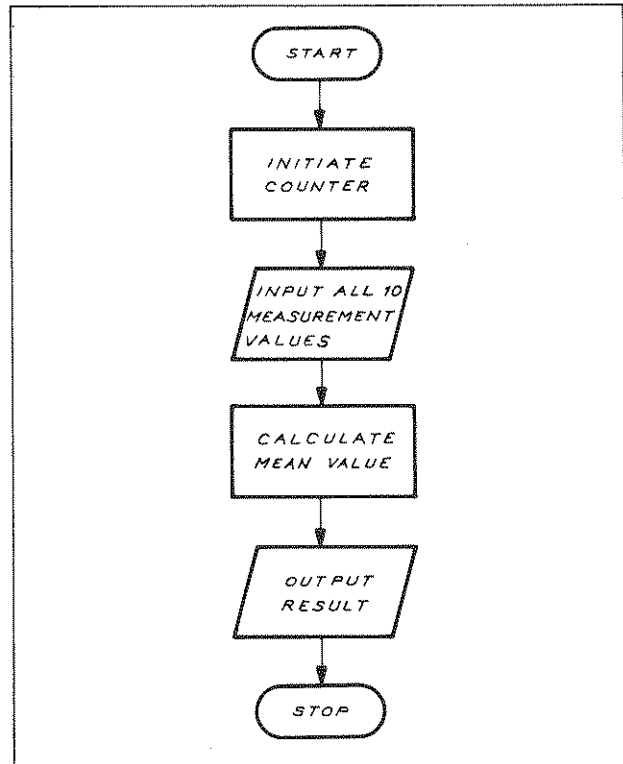 START
INITIATE
COUNTER
INPUT ALL 10
MEASUREMENT
VALUES
CALCULATE
MEAN VALUE
OUTPUT
RESULT
STOP